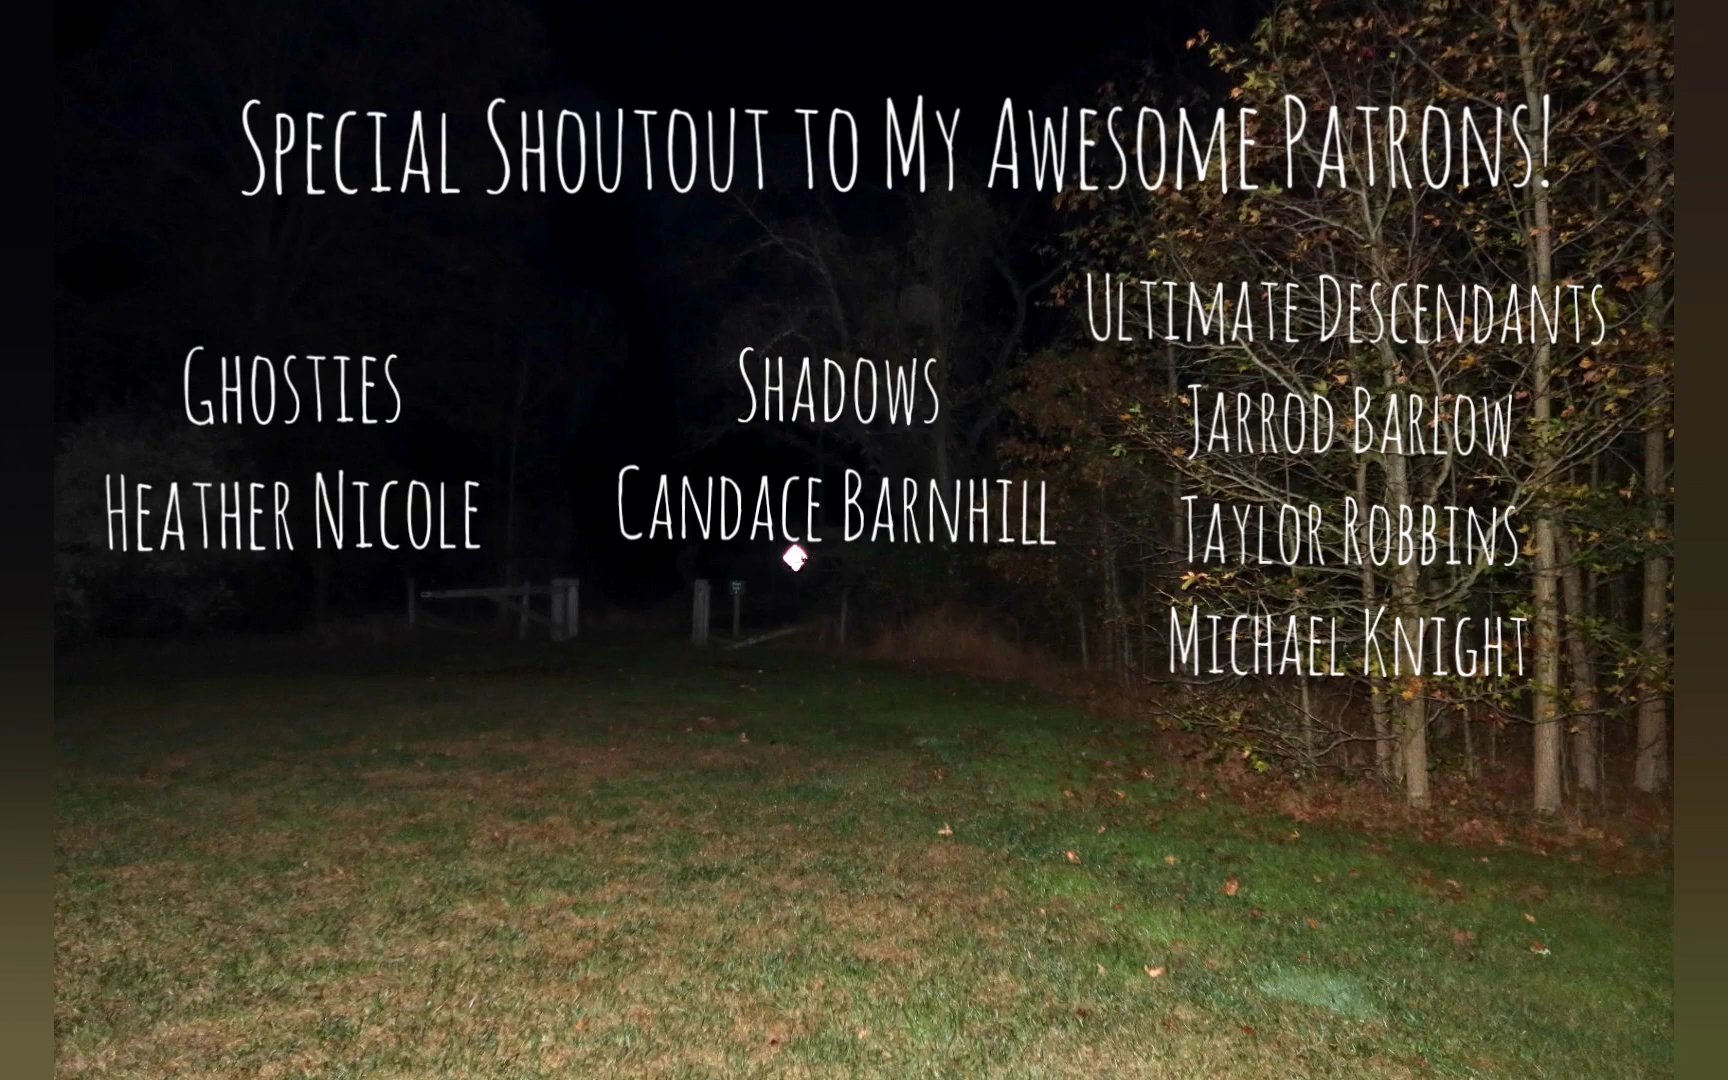 Special Shoutout to My Awesome Patrons!
Ghosties
Heather Nicole
Shadows
Candace Barnhill
Ultimate Descendants
Jarrod Barlow
Taylor Robbins
Michael Knight